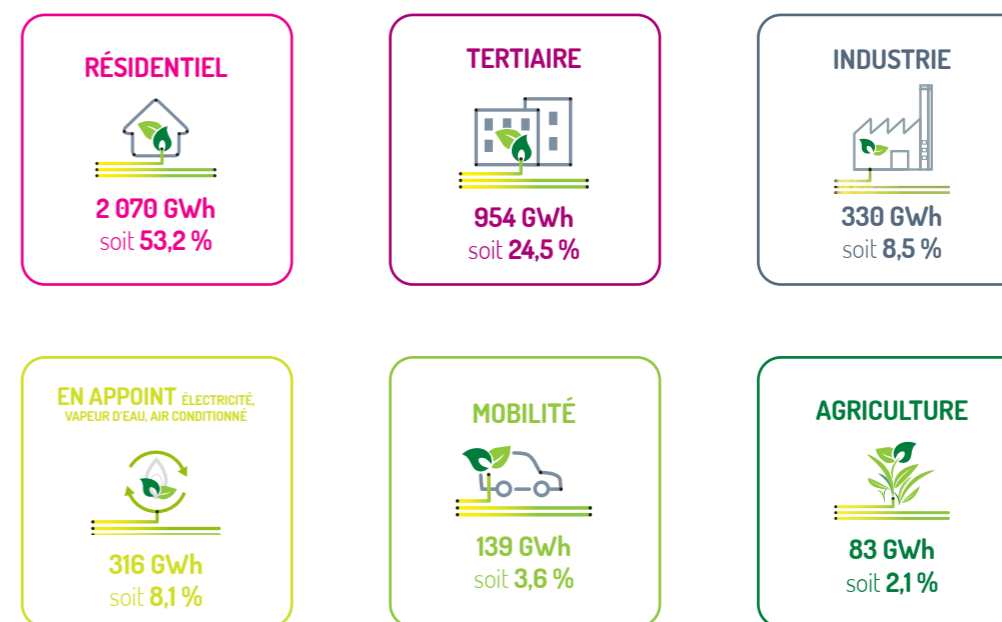 RÉSIDENTIEL
2 070 GWh
soit 53,2 %
TERTIAIRE
954 GWh
soit 24,5 %
INDUSTRIE
330 GWh
soit 8,5 %
EN APPOINT ÉLECTRICITÉ,
VAPEUR D'EAU, AIR CONDITIONNÉ
316 GWh
soit 8,1 %
MOBILITÉ
139 GWh
soit 3,6 %
AGRICULTURE
83 GWh
soit 2,1 %